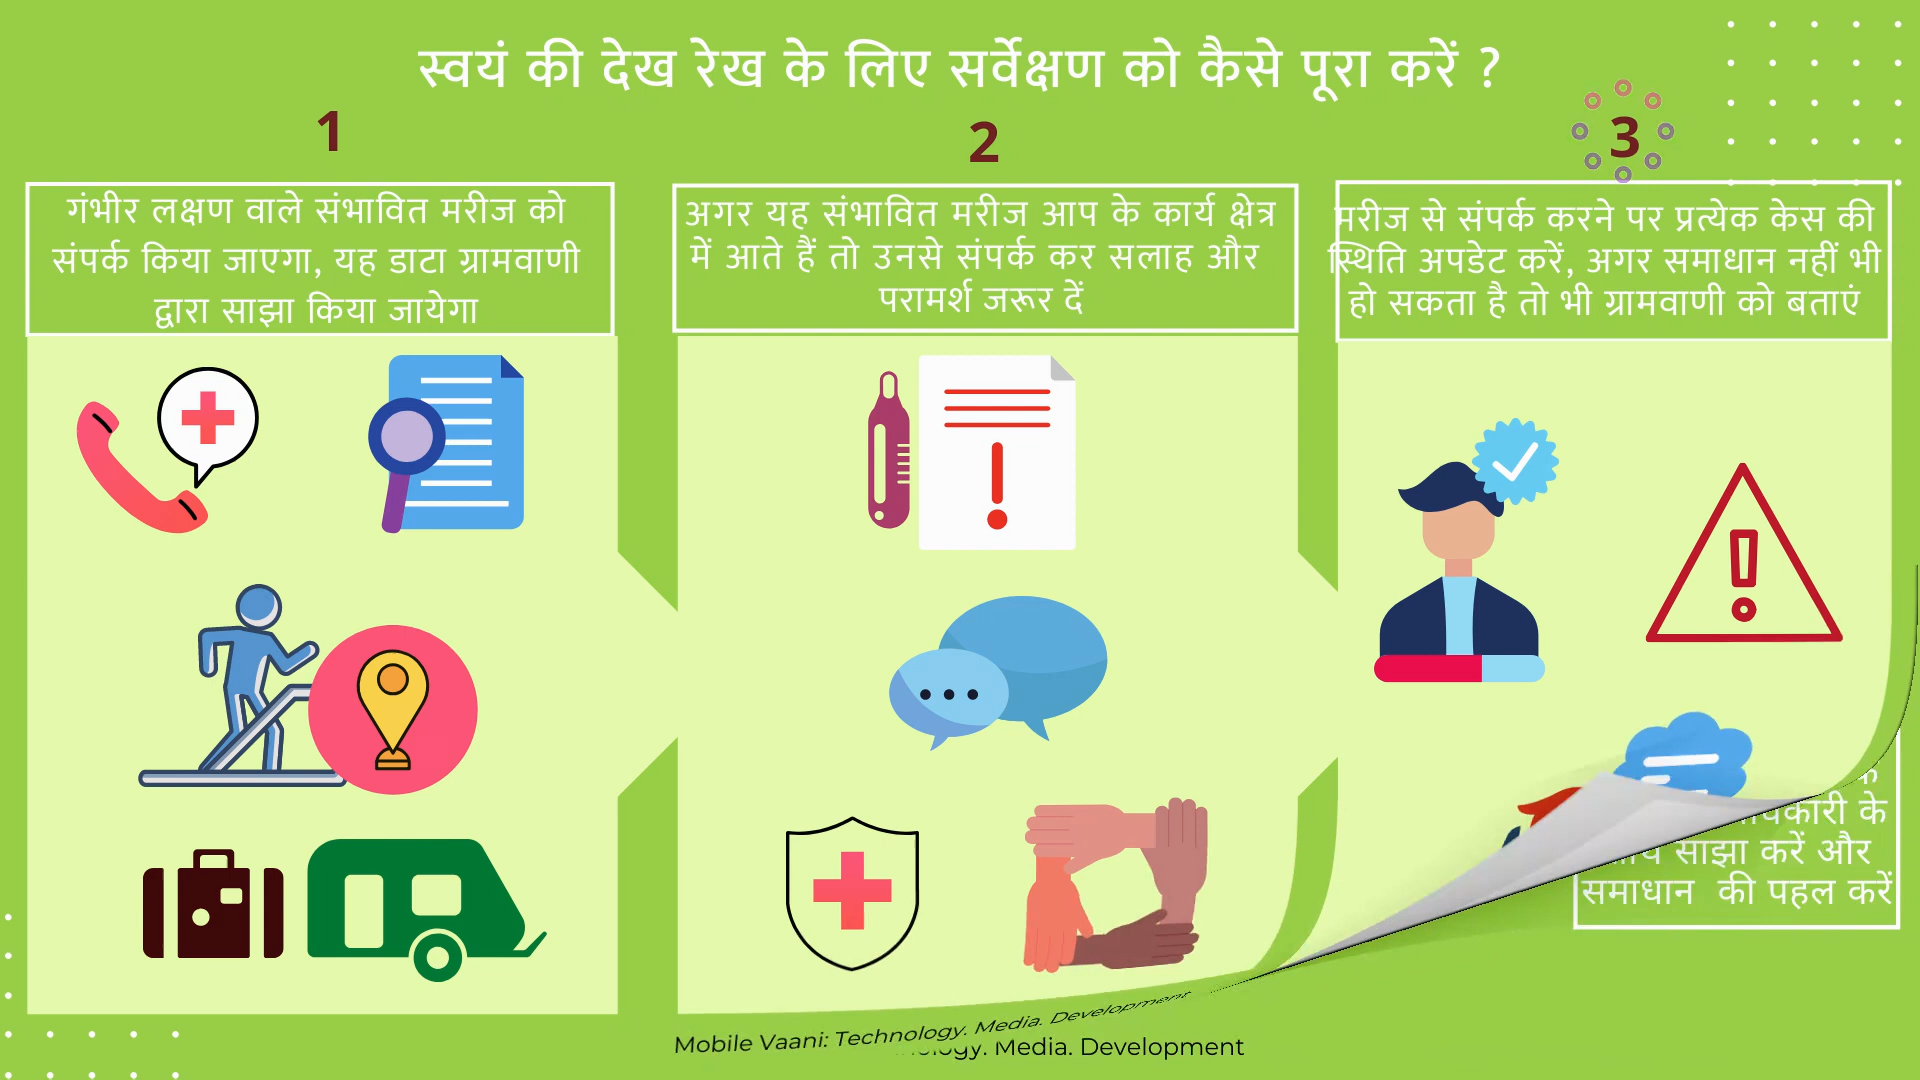 स्वयं की देख रेख के लिए सर्वेक्षण को कैसे पूरा करें ?
1
गंभीर लक्षण वाले संभावित मरीज को
संपर्क किया जाएगा, यह डाटा ग्रामवाणी
द्वारा साझा किया जायेगा
2
अगर यह संभावित मरीज आप के कार्य क्षेत्र
में आते हैं तो उनसे संपर्क कर सलाह और
परामर्श जरूर दें
3
मरीज से संपर्क करने पर प्रत्येक केस की
स्थिति अपडेट करें, अगर समाधान नहीं भी
हो सकता है तो भी ग्रामवाणी को बताएं
के
साझा करें और
समाधान की पहल करें
Mobile Vaani: Technology. Media. Development
Media. Development